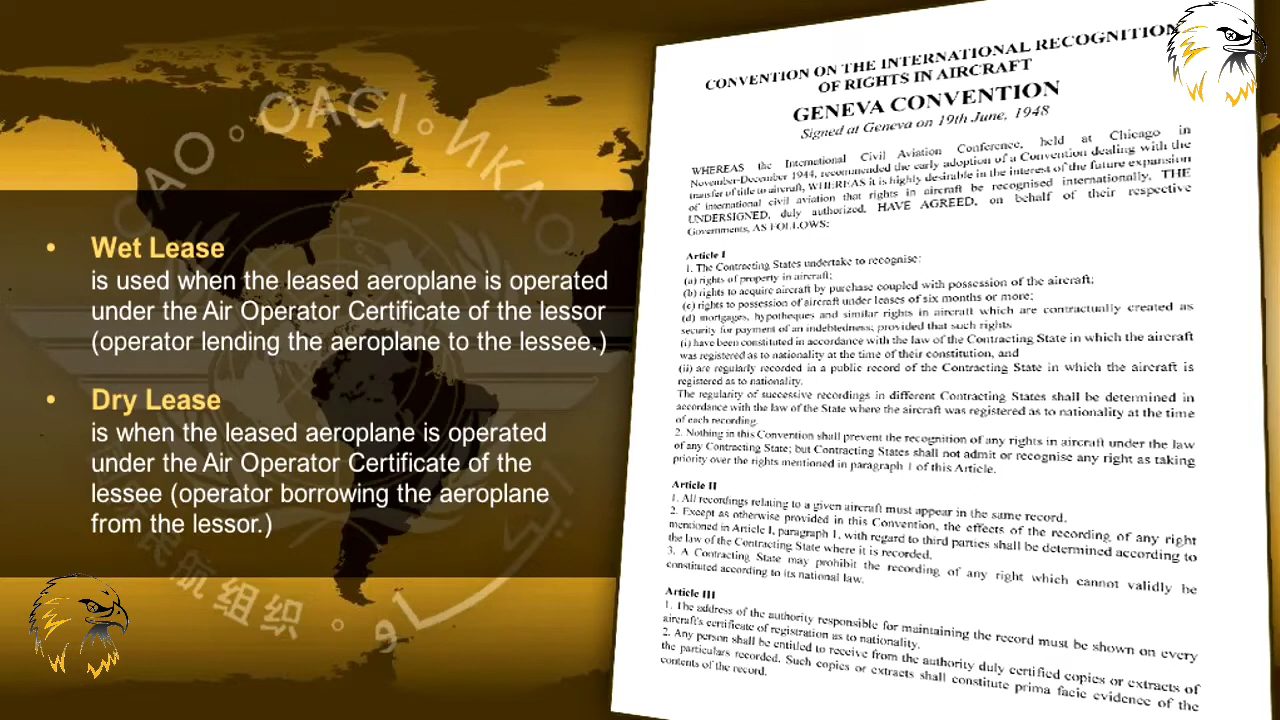 ICAO ° OACI ° ИКАО
• Wet Lease
is used when the leased aeroplane is operated
under the Air Operator Certificate of the lessor
(operator lending the aeroplane to the lessee.)
• Dry Lease
is when the leased aeroplane is operated
under the Air Operator Certificate of the
lessee (operator borrowing the aeroplane
from the lessor.)
民航组织
CONVENTION ON THE INTERNATIONAL RECOGNITION
OF RIGHTS IN AIRCRAFT
GENEVA CONVENTION
Signed at Geneva on 19th June, 1948
WHEREAS the International Civil Aviation Conference, held at Chicago in
November-December 1944, recommended the early adoption of a Convention dealing with the
transfer of title to aircraft, WHEREAS it is highly desirable in the interest of the future expansion
of international civil aviation that rights in aircraft be recognised internationally, THE
UNDERSIGNED, duly authorized, HAVE AGREED, on behalf of their respective
Governments, AS FOLLOWS:
Article I
1. The Contracting States undertake to recognise:
(a) rights of property in aircraft;
(b) rights to acquire aircraft by purchase coupled with possession of the aircraft;
(c) rights to possession of aircraft under leases of six months or more;
(d) mortgages, hypotheques and similar rights in aircraft which are contractually created as
security for payment of an indebtedness; provided that such rights
(i) have been constituted in accordance with the law of the Contracting State in which the aircraft
was registered as to nationality at the time of their constitution, and
(ii) are regularly recorded in a public record of the Contracting State in which the aircraft is
registered as to nationality.
The regularity of successive recordings in different Contracting States shall be determined in
accordance with the law of the State where the aircraft was registered as to nationality at the time
of each recording.
2. Nothing in this Convention shall prevent the recognition of any rights in aircraft under the law
of any Contracting State; but Contracting States shall not admit or recognise any right as taking
priority over the rights mentioned in paragraph 1 of this Article.
Article II
1. All recordings relating to a given aircraft must appear in the same record.
2. Except as otherwise provided in this Convention, the effects of the recording of any right
mentioned in Article I, paragraph 1, with regard to third parties shall be determined according to
the law of the Contracting State where it is recorded.
3. A Contracting State may prohibit the recording of any right which cannot validly be
constituted according to its national law.
Article III
1. The address of the authority responsible for maintaining the record must be shown on every
aircraft's certificate of registration as to nationality.
2. Any person shall be entitled to receive from the authority duly certified copies or extracts of
the particulars recorded. Such copies or extracts shall constitute prima facie evidence of the
contents of the record.